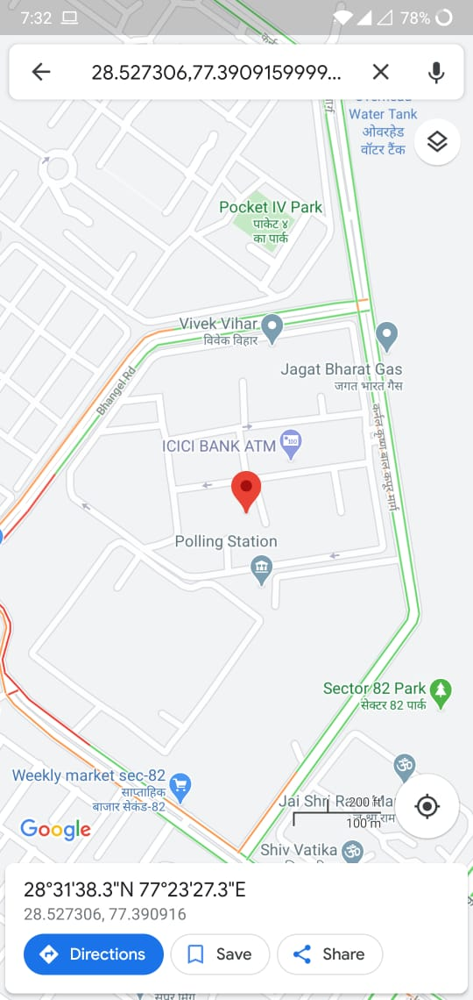 7:32
78%
28.527306,77.3909159999...
Water Tank
ओवरहेड
वॉटर टैंक
Pocket IV Park
पाकेट ४
का पार्क
Vivek Vihar
विवेक विहार
Jagat Bharat Gas
जगत भारत गैस
Bhangel Rd
ICICI BANK ATM
कर्नल कृष्ण बाल कपूर मार्ग
Polling Station
Sector 82 Park
सेक्टर 82 पार्क
Weekly market sec-82
साप्ताहिक
बाजार सेकंड-82
Jai Shri
200 ft
100 m
Google
Shiv Vatika
28°31'38.3"N 77°23'27.3"E
28.527306, 77.390916
Directions
Save
Share